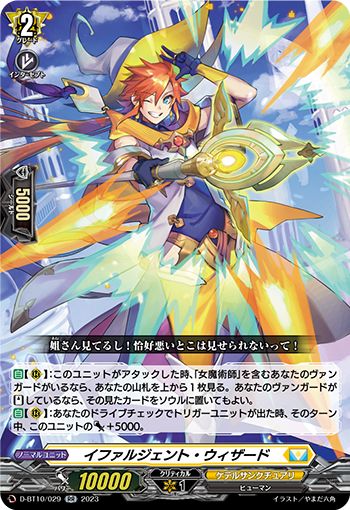 2
グレード
インターセプト
5000
シールド
姐さん見てるし！恰好悪いとこは見せられないって！
自【R】：このユニットがアタックした時、「女魔術師」を含むあなたのヴァン
ガードがいるなら、あなたの山札を上から1枚見る。あなたのヴァンガードが
【】しているなら、その見たカードをソウルに置いてもよい。
自【R】：あなたのドライブチェックでトリガーユニットが出た時、そのターン
中、このユニットの+5000。
ノーマルユニット
イファルジェント・ウィザード
パワー 10000
クリティカル
1
ケテルサンクチュアリ
ヒューマン
D-BT10/029 RR 2023
イラスト／やまだ六角